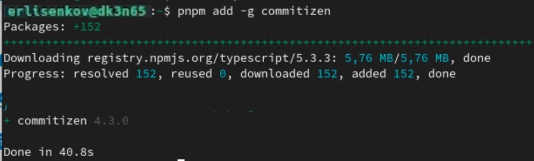 erlisenkov@dk3n65:~$ pnpm add -g commitizen
Packages: +152
++++++++++++++++++++++++++++++++++++++++++++++++++++++++++++++++++++++++++++++
Downloading registry.npmjs.org/typescript/5.3.3: 5,76 MB/5,76 MB, done
Progress: resolved 152, reused 0, downloaded 152, added 152, done
+ commitizen 4.3.0
Done in 40.8s